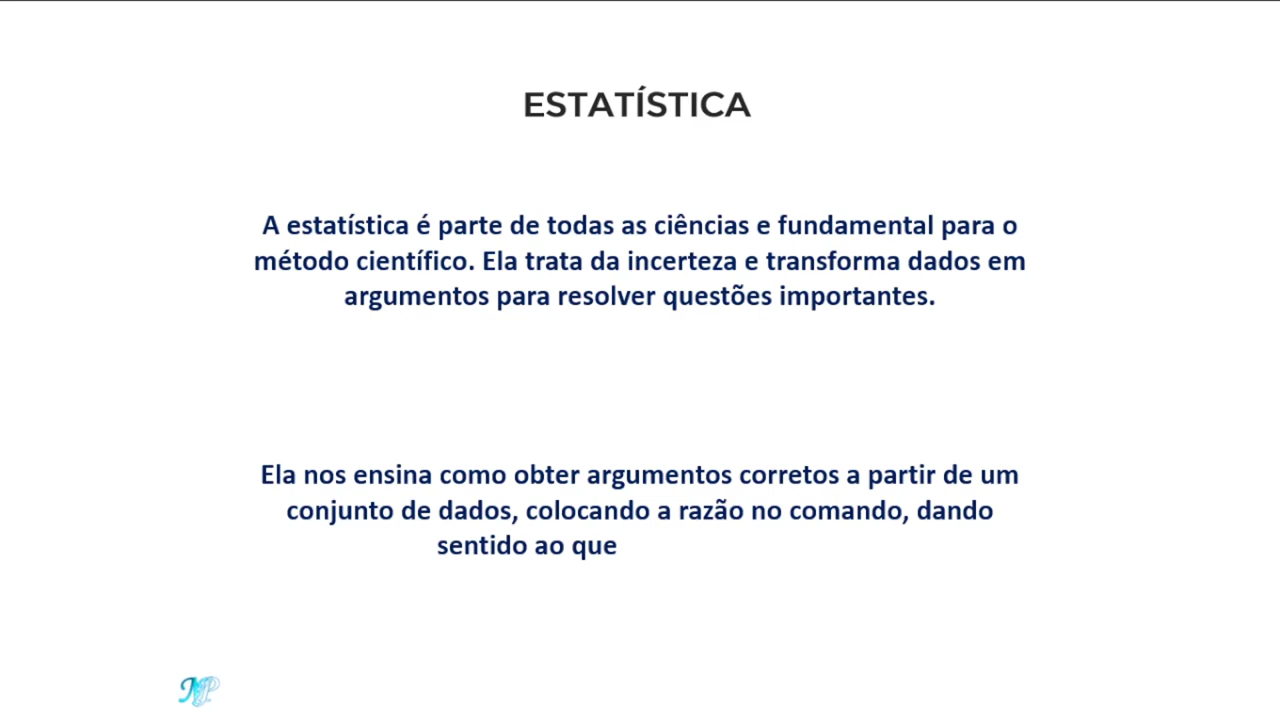 ESTATÍSTICA
A estatística é parte de todas as ciências e fundamental para o
método científico. Ela trata da incerteza e transforma dados em
argumentos para resolver questões importantes.
Ela nos ensina como obter argumentos corretos a partir de um
conjunto de dados, colocando a razão no comando, dando
sentido ao que